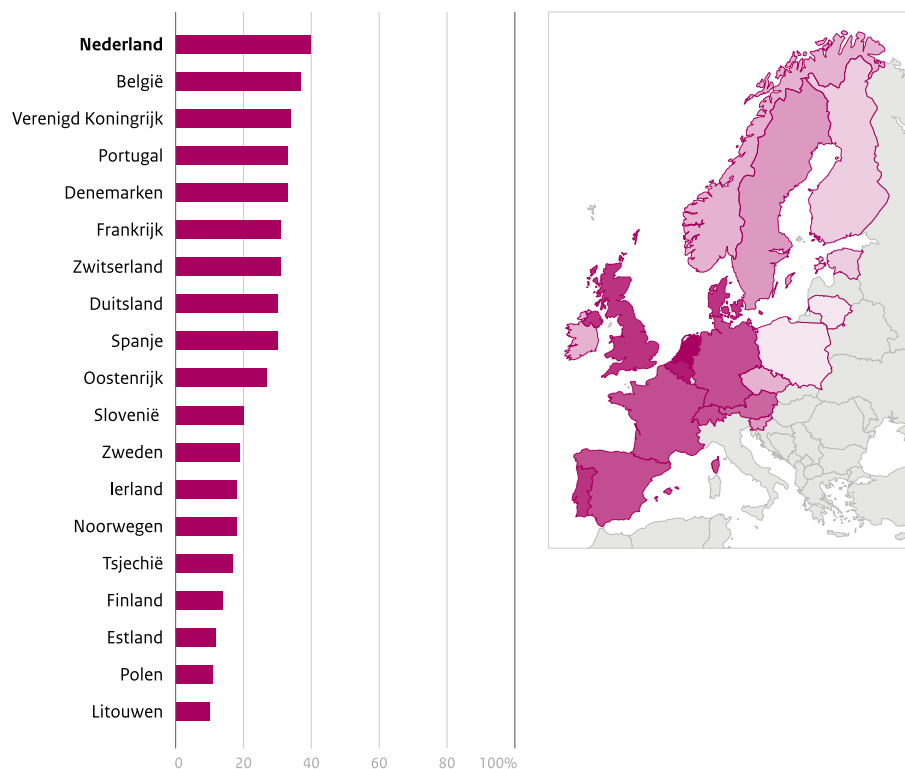 Nederland
België
Verenigd Koningrijk
Portugal
Denemarken
Frankrijk
Zwitserland
Duitsland
Spanje
Oostenrijk
Slovenië
Zweden
Ierland
Noorwegen
Tsjechië
Finland
Estland
Polen
Litouwen
0 20 40 60 80 100%